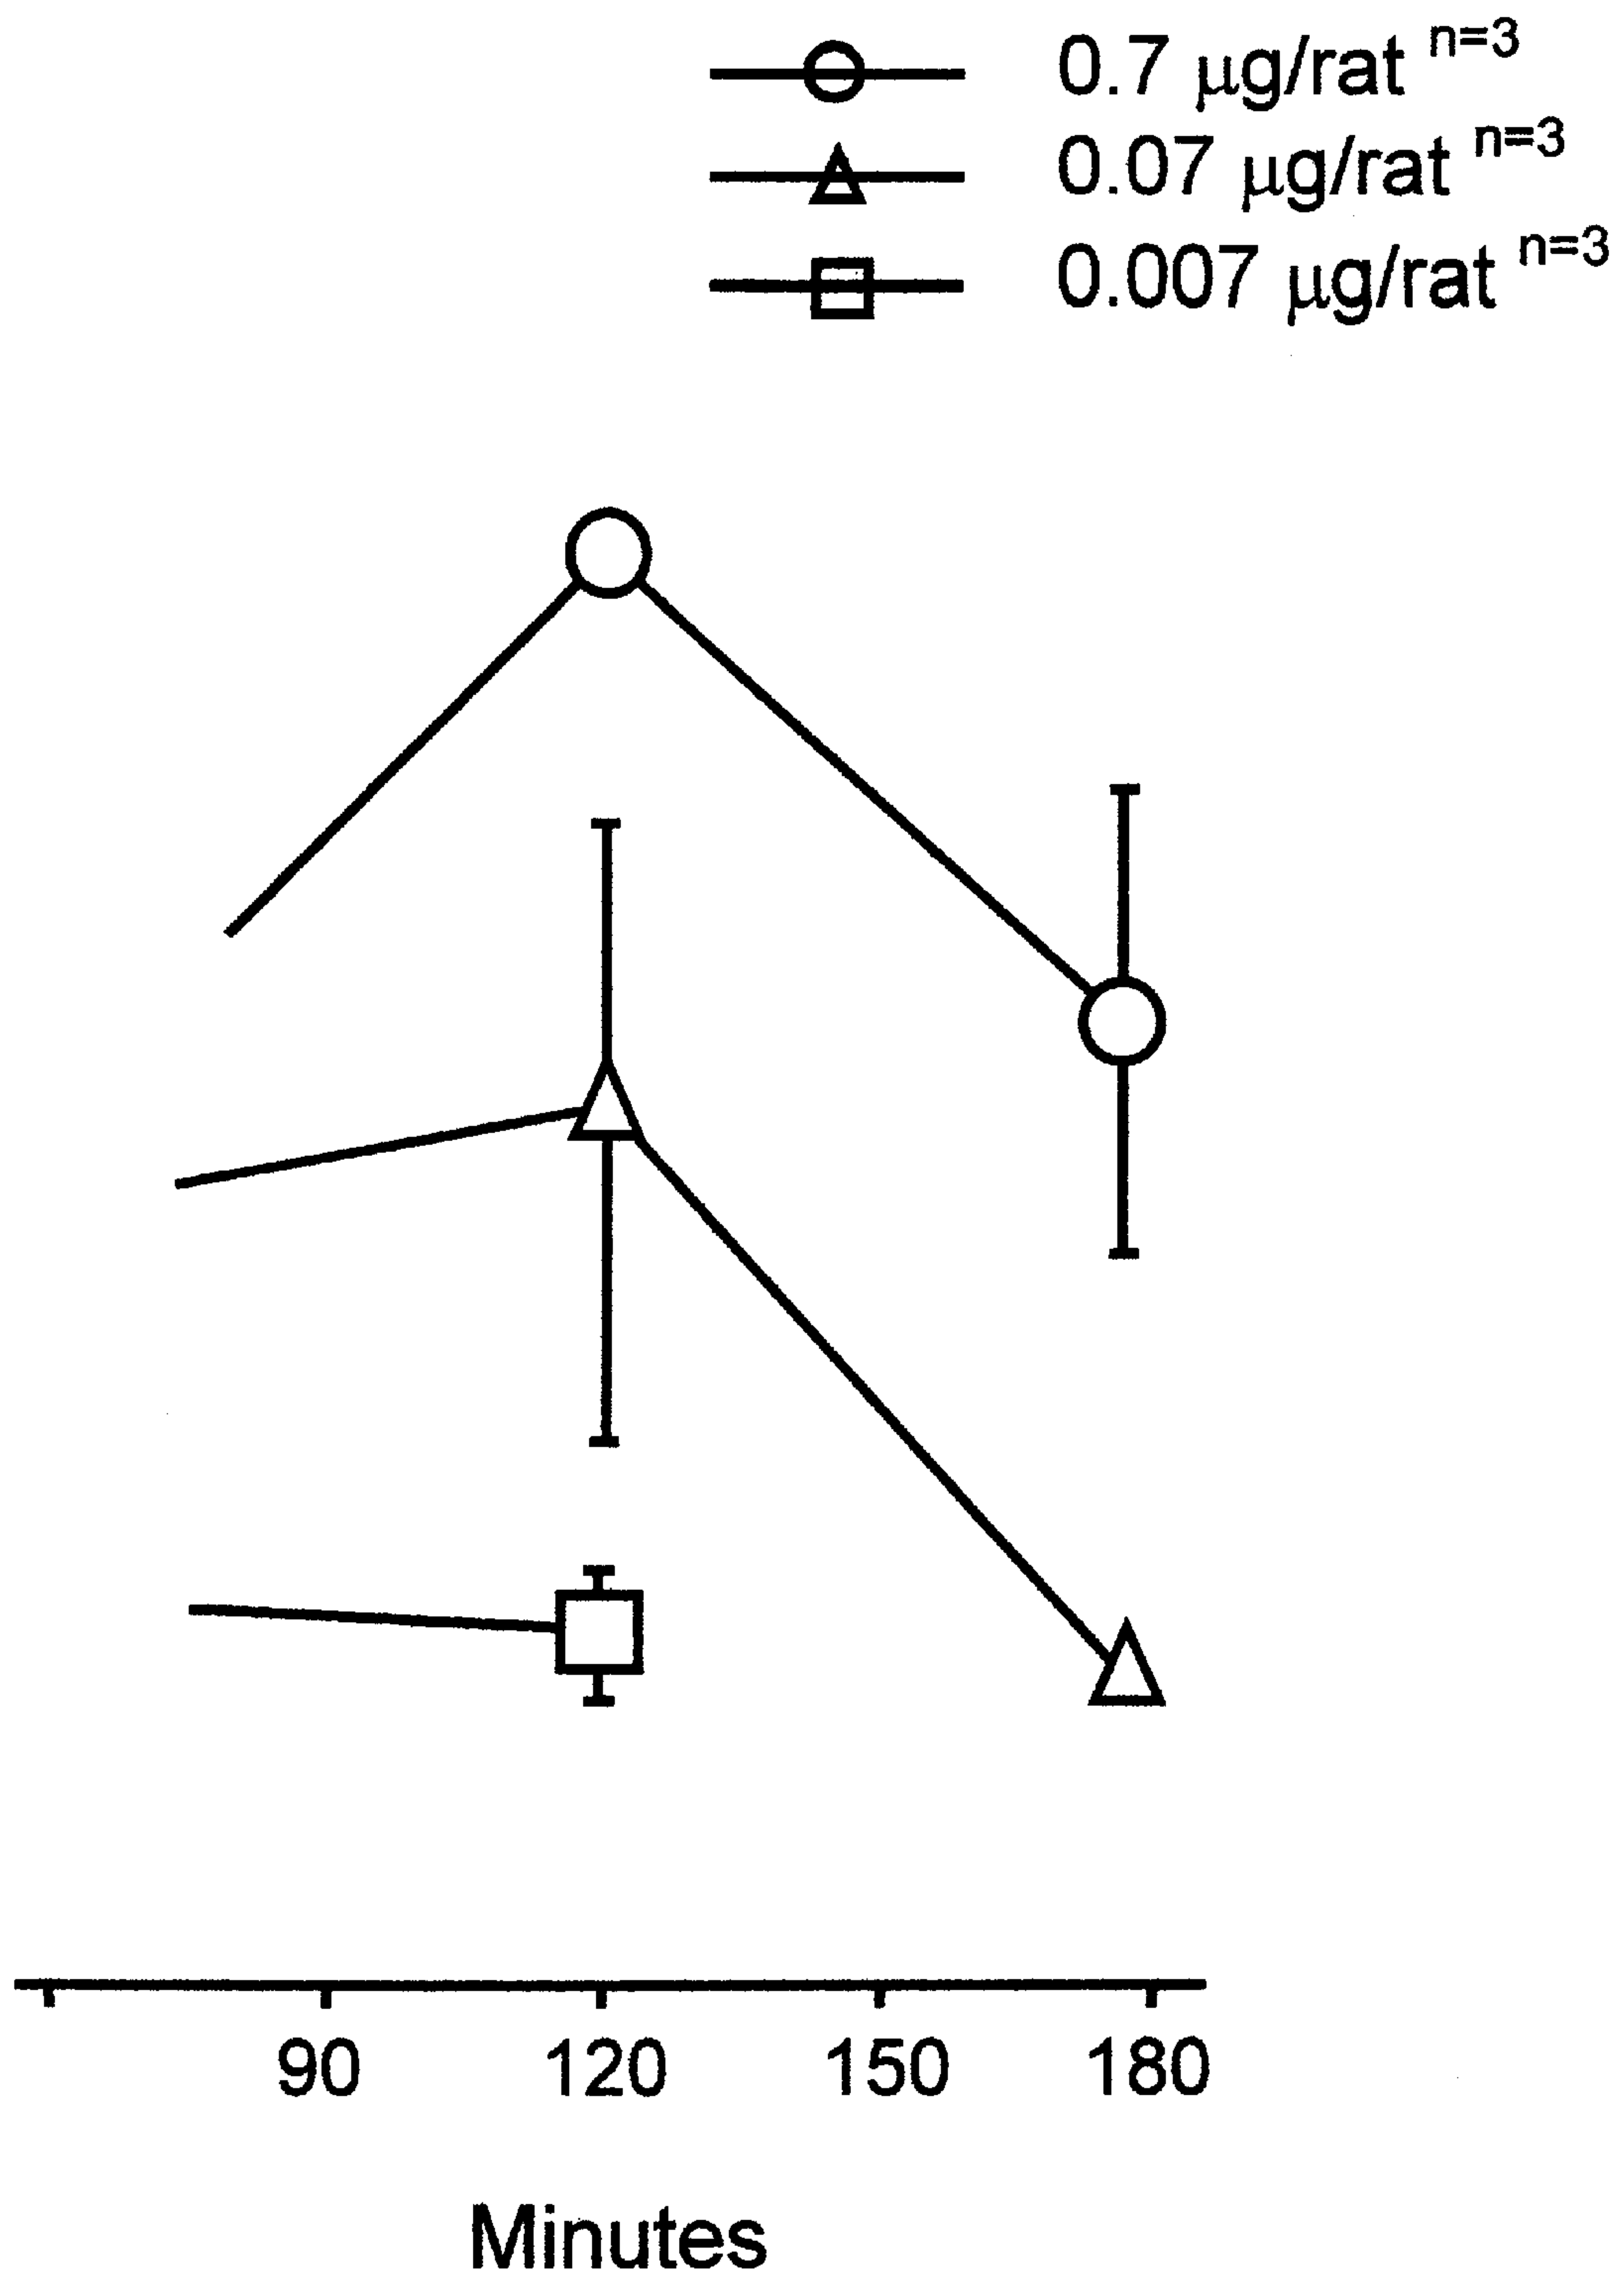 0.7 µg/rat n=3
0.07 µg/rat n=3
0.007 µg/rat n=3
90 120 150 180
Minutes